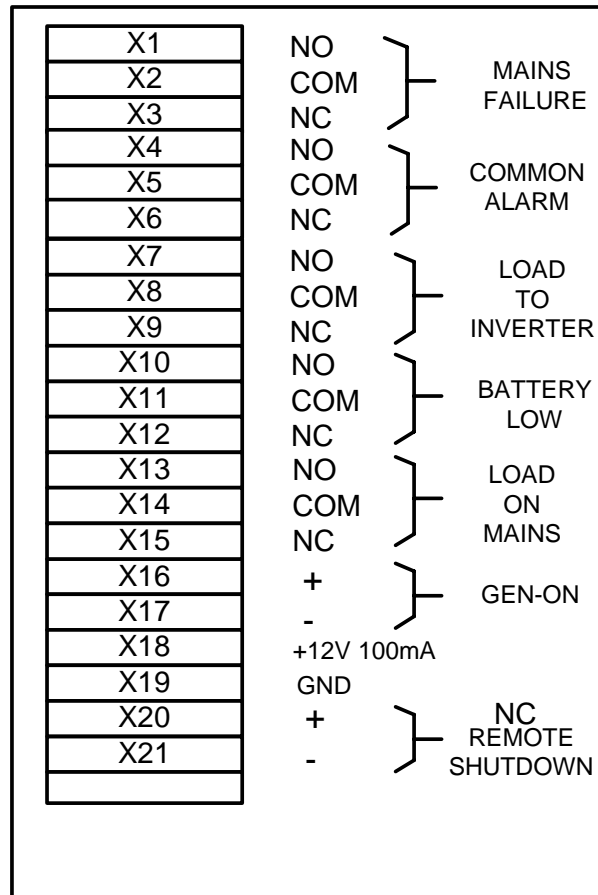 X1 NO
X2 COM MAINS
X3 NC FAILURE
X4 NO
X5 COM COMMON
X6 NC ALARM
X7 NO LOAD
X8 COM TO
X9 NC INVERTER
X10 NO
X11 COM BATTERY
X12 NC LOW
X13 NO LOAD
X14 COM ON
X15 NC MAINS
X16 +
X17 - GEN-ON
X18 +12V 100mA
X19 GND
X20 + NC
X21 - REMOTE
SHUTDOWN